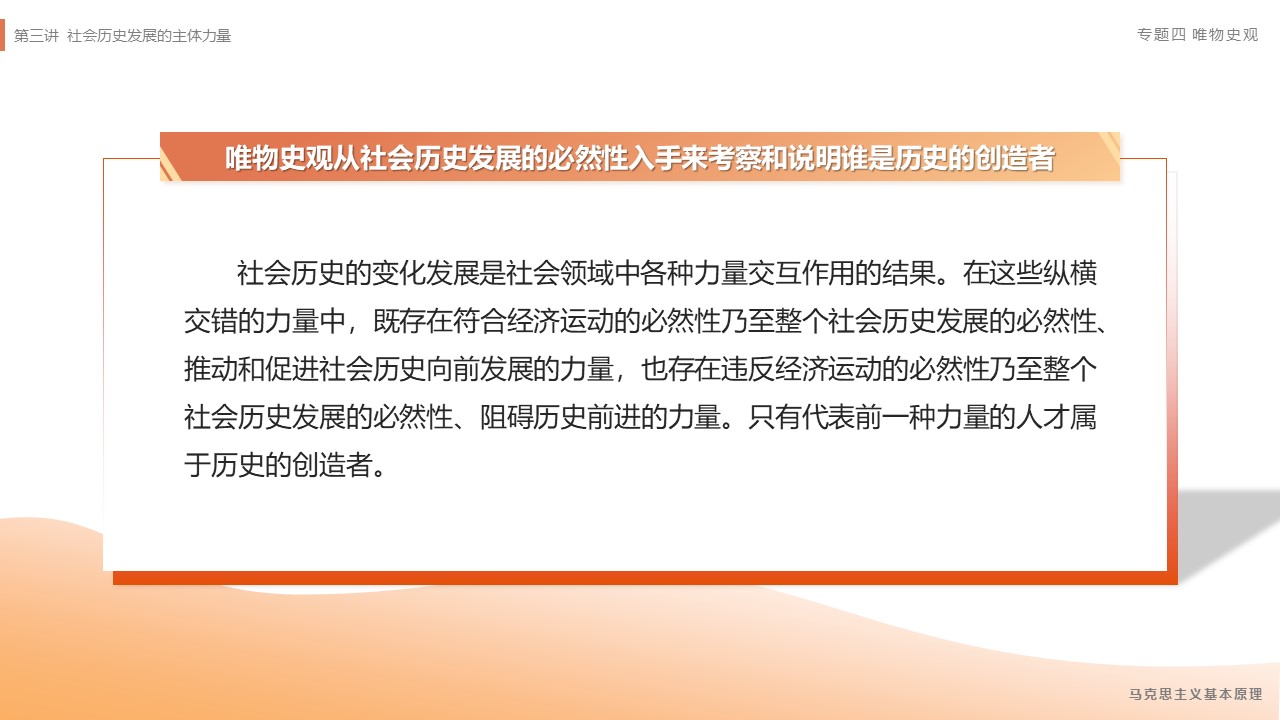 第三讲 社会历史发展的主体力量
专题四 唯物史观
唯物史观从社会历史发展的必然性入手来考察和说明谁是历史的创造者
社会历史的变化发展是社会领域中各种力量交互作用的结果。在这些纵横
交错的力量中，既存在符合经济运动的必然性乃至整个社会历史发展的必然性、
推动和促进社会历史向前发展的力量，也存在违反经济运动的必然性乃至整个
社会历史发展的必然性、阻碍历史前进的力量。只有代表前一种力量的人才属
于历史的创造者。
马克思主义基本原理